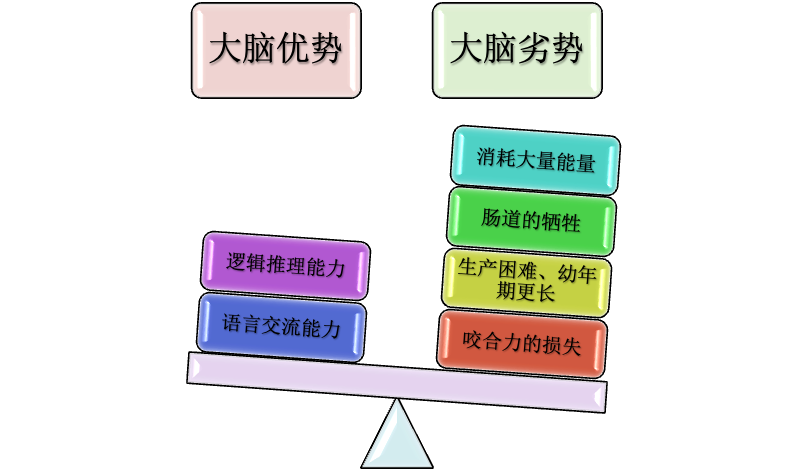 大脑优势
大脑劣势
消耗大量能量
肠道的牺牲
生产困难、幼年
期更长
咬合力的损失
逻辑推理能力
语言交流能力